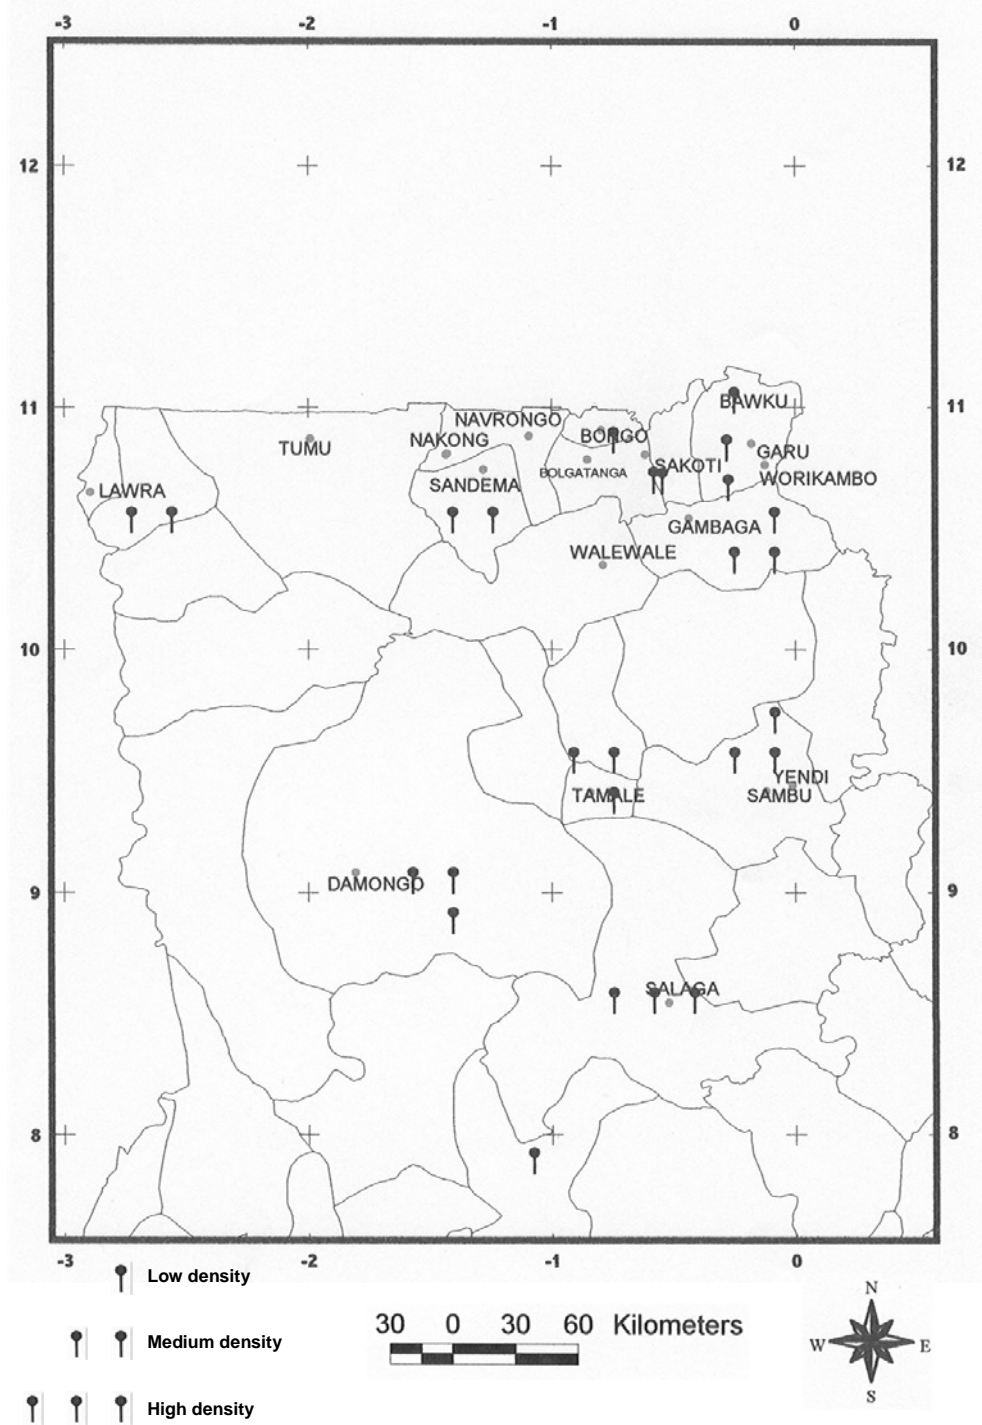 -3 -2 -1 0
12 12
11 11
BAWKU
NAVRONGO
BONGO
NAKONG
TUMU
GARU
SAKOTI
BOLGATANGA
WORIKAMBO
SANDEMA
LAWRA
GAMBAGA
WALEWALE
10 10
YENDI
TAMALE SAMBU
DAMONGO
9 9
SALAGA
8 8
-3 -2 -1 0
Low density
Medium density
High density
30 0 30 60 Kilometers
N
W E
S